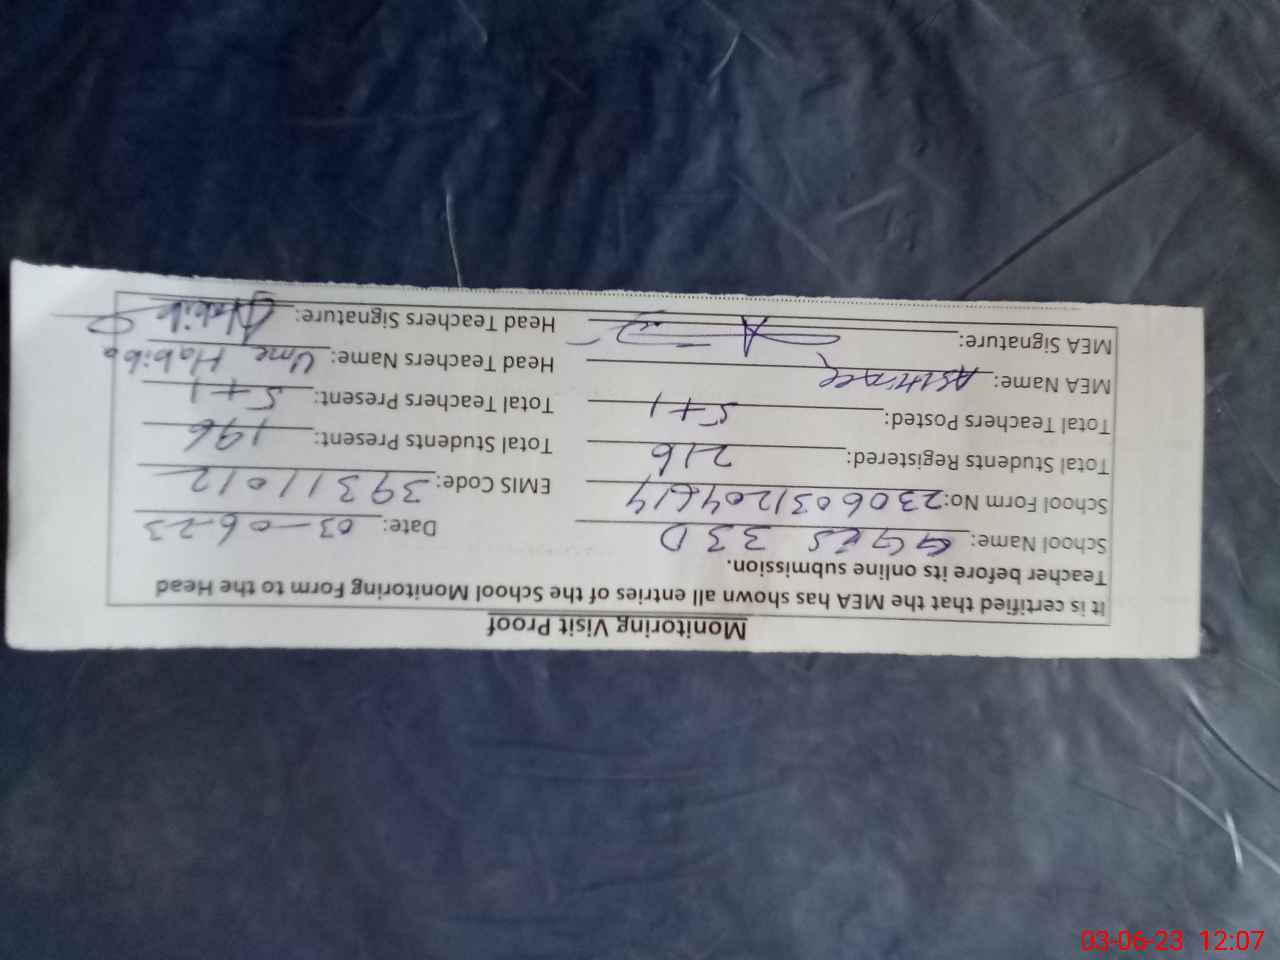 Monitoring Visit Proof
It is certified that the MEA has shown all entries of the School Monitoring Form to the Head
Teacher before its online submission.
School Name: GGES 33D Date: 03-06-23
School Form No: 2306031204614 EMIS Code: 39311012
Total Students Registered: 216 Total Students Present: 196
Total Teachers Posted: 5+1 Total Teachers Present: 5+1
MEA Name: Head Teachers Name: Ume Habiba
MEA Signature: Head Teachers Signature: Habib
03-06-23 12:07